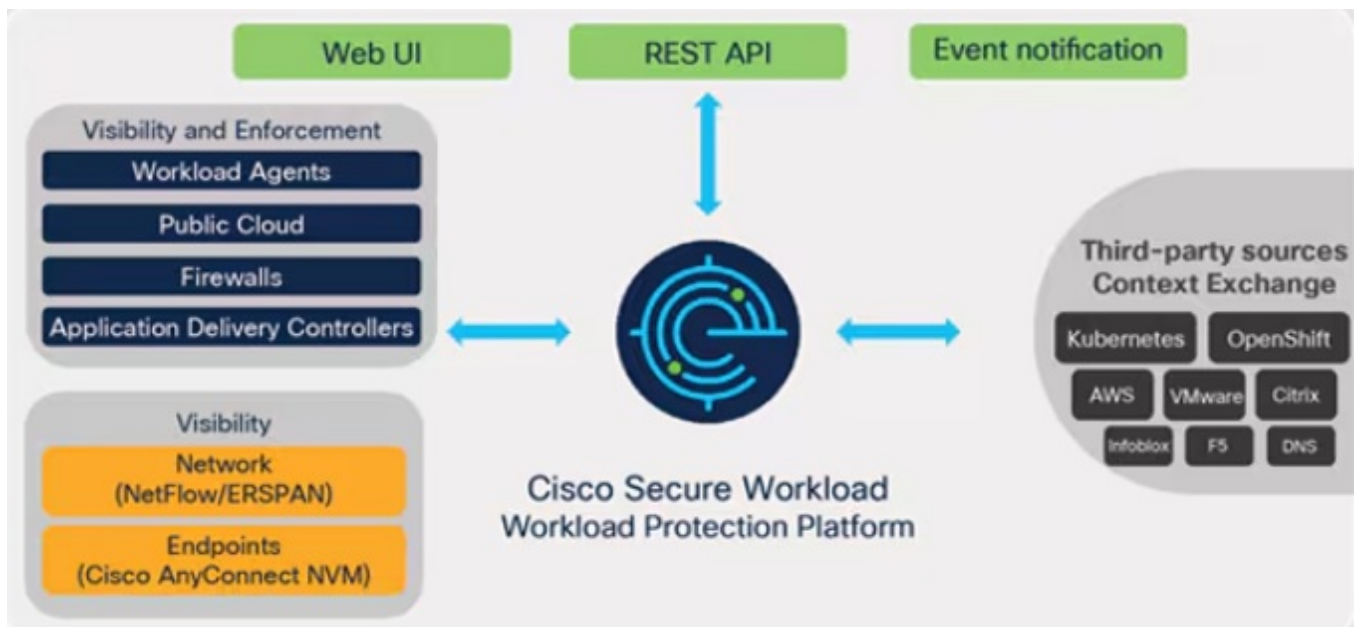 Web UI
REST API
Event notification
Visibility and Enforcement
Workload Agents
Public Cloud
Firewalls
Application Delivery Controllers
Visibility
Network
(NetFlow/ERSPAN)
Endpoints
(Cisco AnyConnect NVM)
Cisco Secure Workload
Workload Protection Platform
Third-party sources
Context Exchange
Kubernetes
OpenShift
AWS
VMware
Citrix
Infoblox
F5
DNS